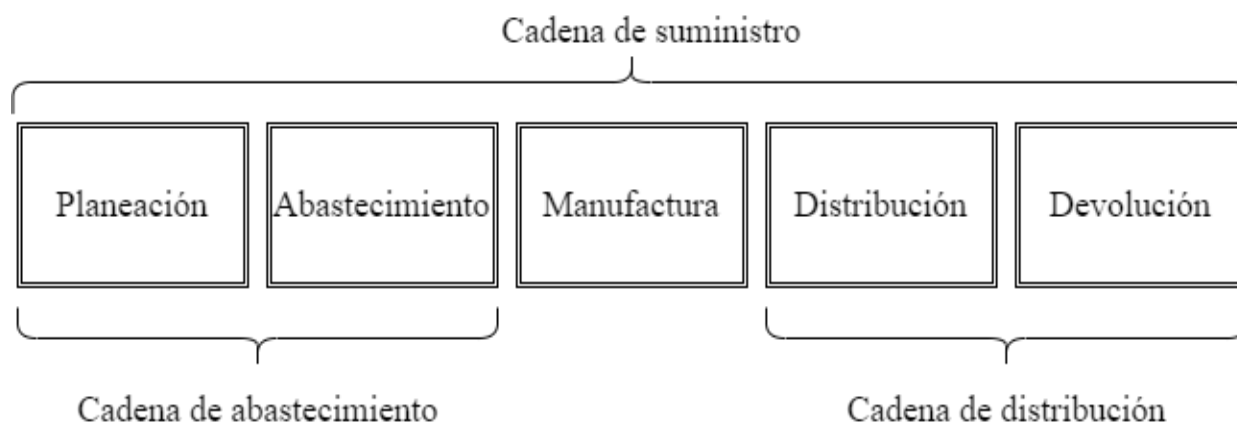 Cadena de suministro
Planeación
Abastecimiento
Manufactura
Distribución
Devolución
Cadena de abastecimiento
Cadena de distribución